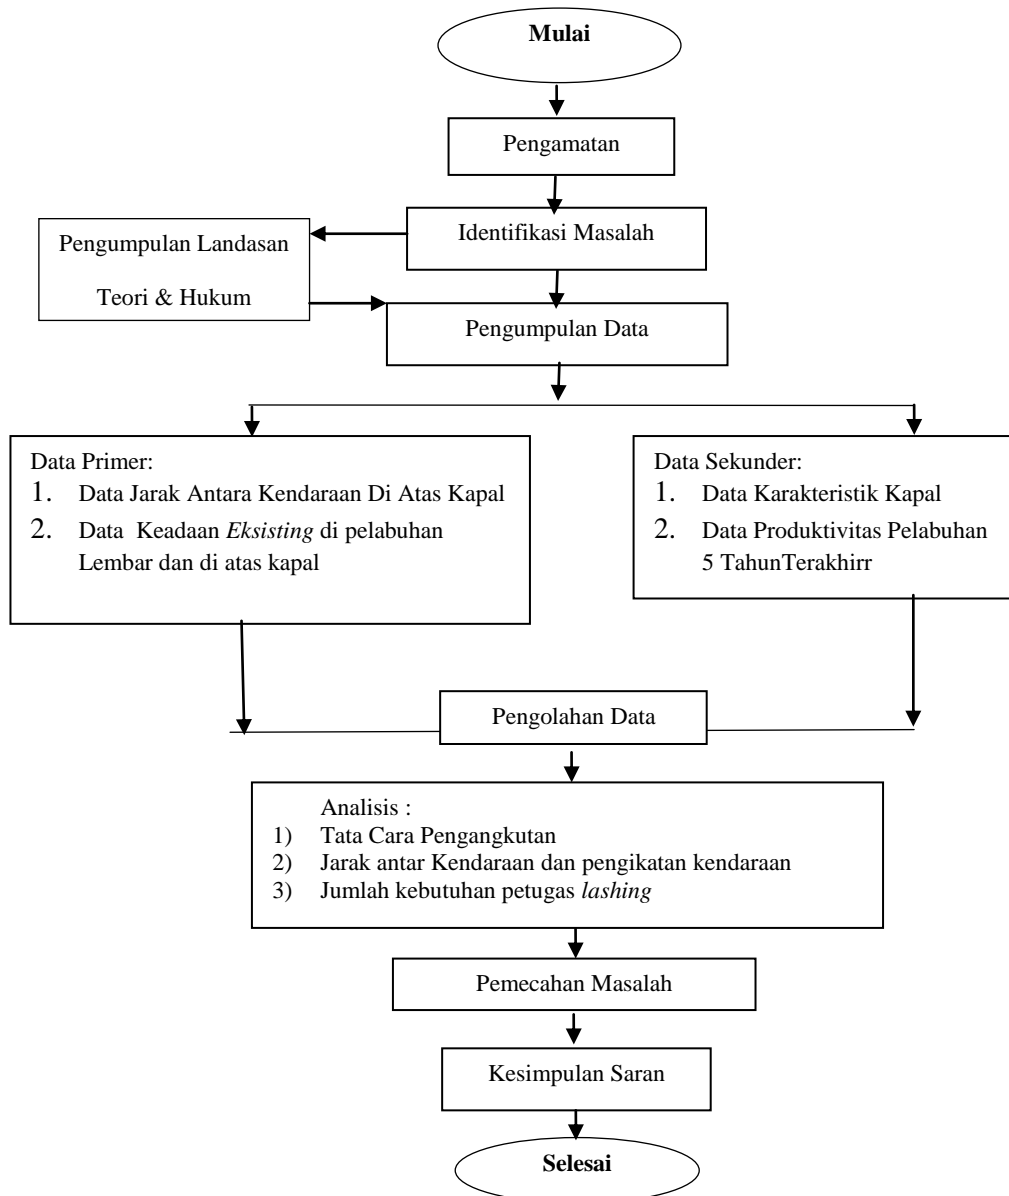 Mulai
Pengamatan
Identifikasi Masalah
Pengumpulan Landasan
Teori & Hukum
Pengumpulan Data
Data Primer:
1. Data Jarak Antara Kendaraan Di Atas Kapal
2. Data Keadaan Eksisting di pelabuhan
Lembar dan di atas kapal
Data Sekunder:
1. Data Karakteristik Kapal
2. Data Produktivitas Pelabuhan
5 TahunTerakhirr
Pengolahan Data
Analisis :
1) Tata Cara Pengangkutan
2) Jarak antar Kendaraan dan pengikatan kendaraan
3) Jumlah kebutuhan petugas lashing
Pemecahan Masalah
Kesimpulan Saran
Selesai